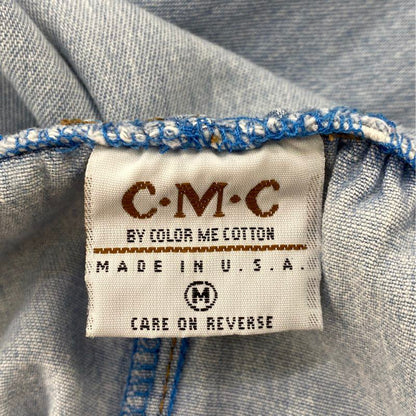 C·M·C
BY COLOR ME COTTON
MADE IN U.S.A.
M
CARE ON REVERSE